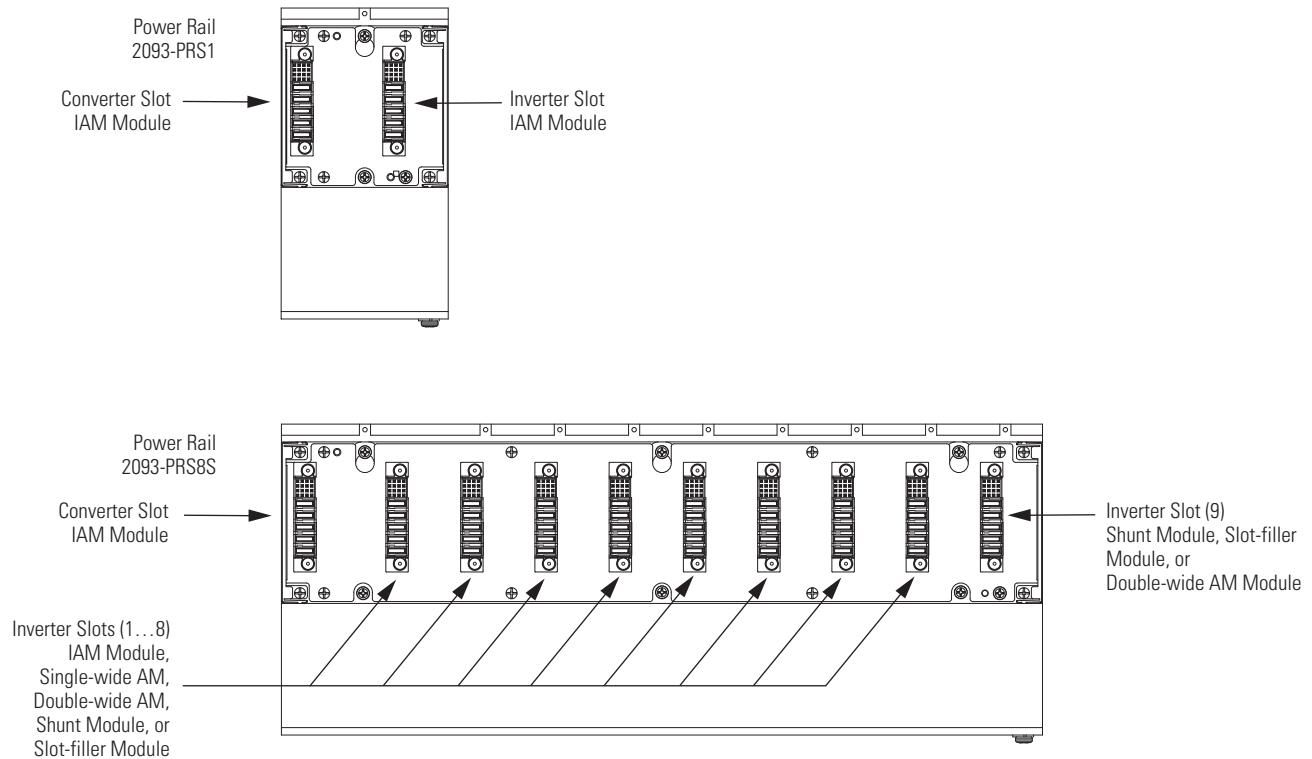 Power Rail
2093-PRS1
Converter Slot
IAM Module
Inverter Slot
IAM Module
Power Rail
2093-PRS8S
Converter Slot
IAM Module
Inverter Slot (9)
Shunt Module, Slot-filler
Module, or
Double-wide AM Module
Inverter Slots (1…8)
IAM Module,
Single-wide AM,
Double-wide AM,
Shunt Module, or
Slot-filler Module